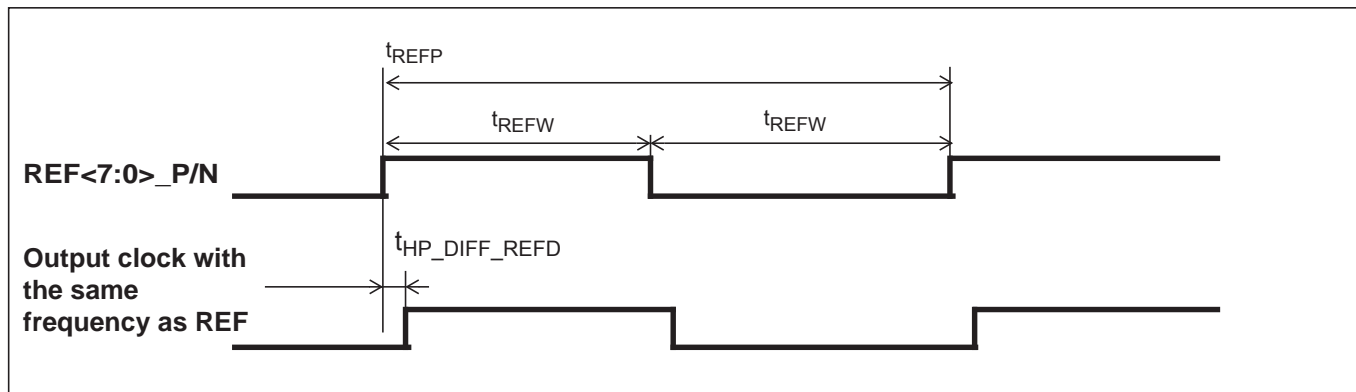 tREFP
tREFW
tREFW
REF<7:0>_P/N
tHP_DIFF_REFD
Output clock with
the same
frequency as REF